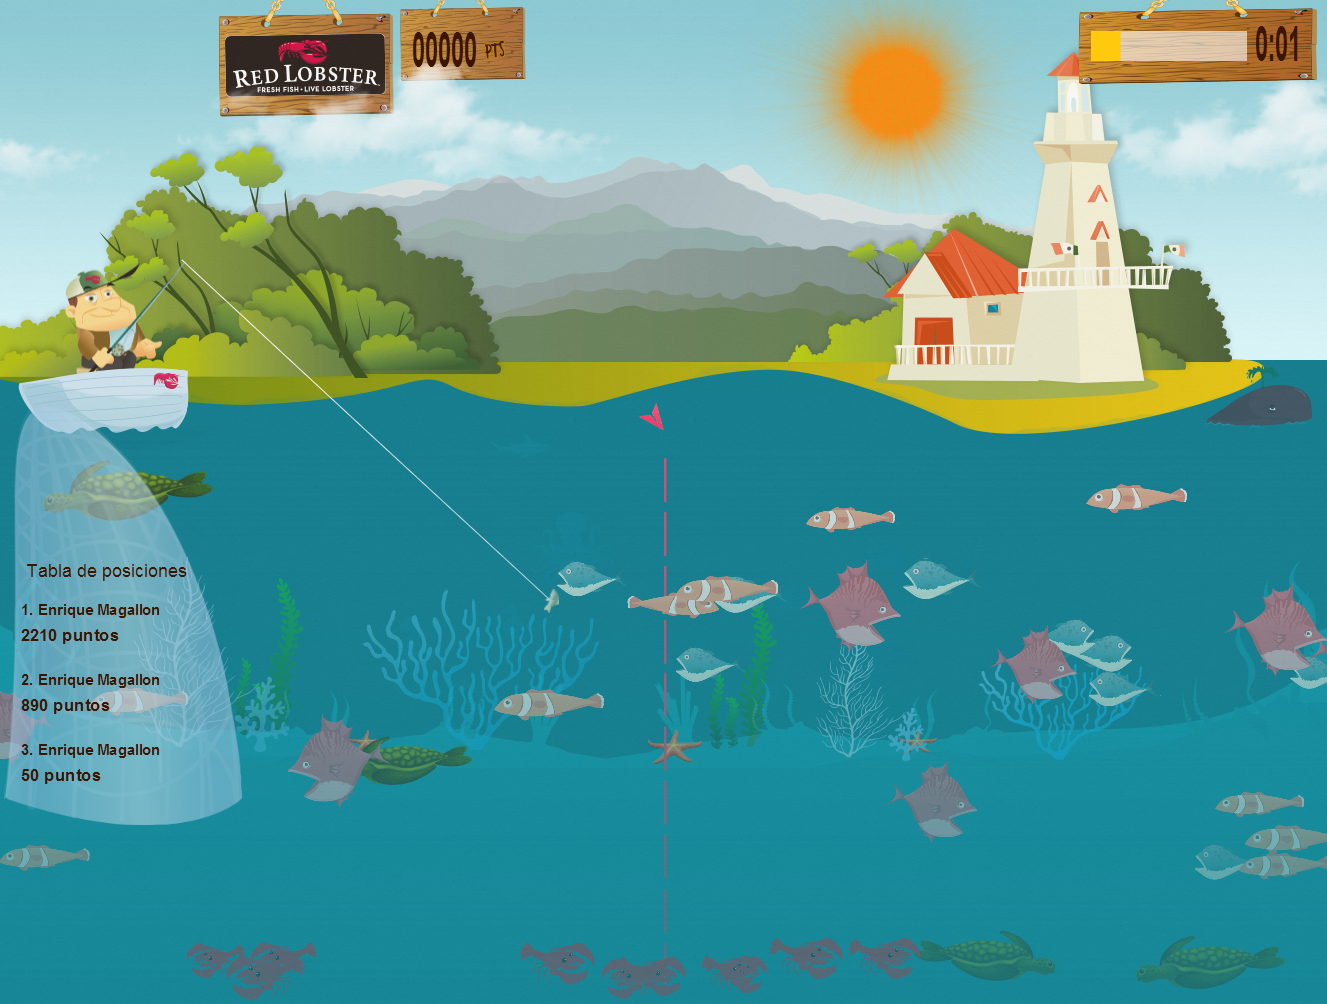 RED LOBSTER
FRESH FISH • LIVE LOBSTER
00000 PTS
0:01
Tabla de posiciones
1. Enrique Magallon
2210 puntos
2. Enrique Magallon
890 puntos
3. Enrique Magallon
50 puntos